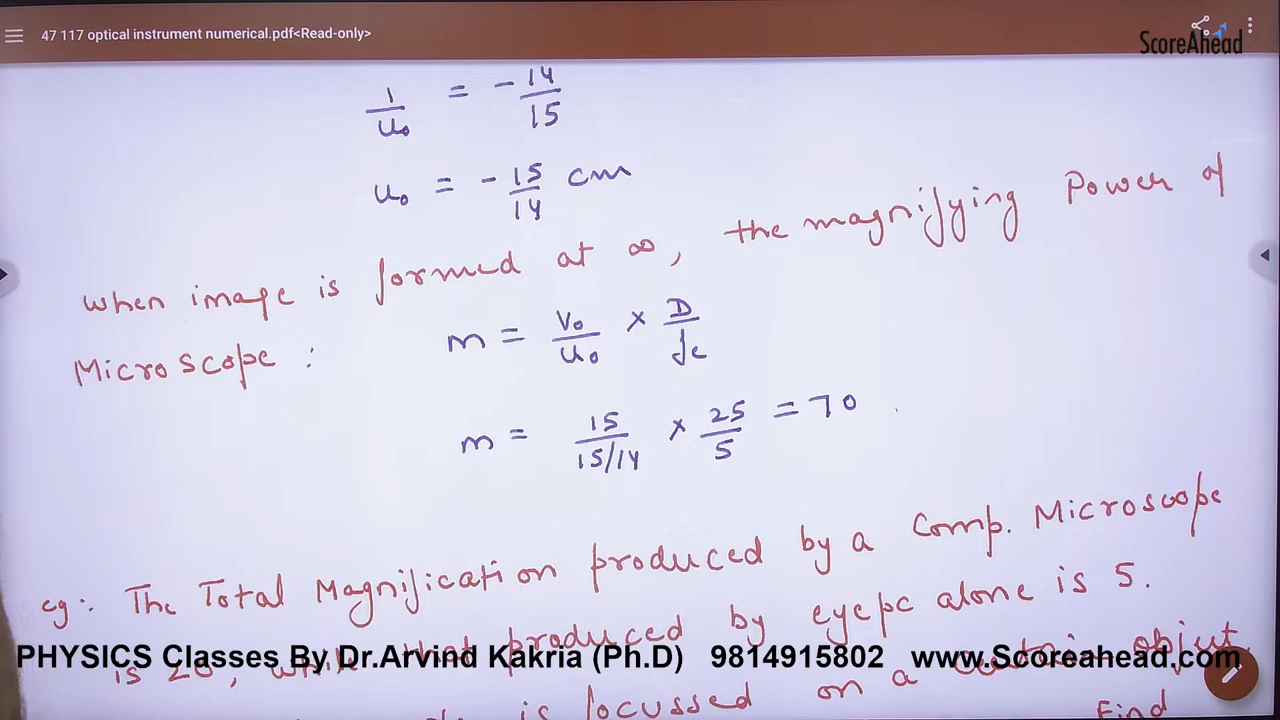 47 117 optical instrument numerical.pdf<Read-only>
ScoreAhead
1/u₀ = -14/15
u₀ = -15/14 cm
when image is formed at ∞, the magnifying Power of
Microscope :
m = V₀/u₀ × D/fe
m = 15/15/14 × 25/5 = 70
eg:. The Total Magnification produced by a Comp. Microscope
is 20, while that produced by eyepc alone is 5.
PHYSICS Classes By Dr.Arvind Kakria (Ph.D) 9814915802 www.Scoreahead.com
is focussed on a certain object.
Find